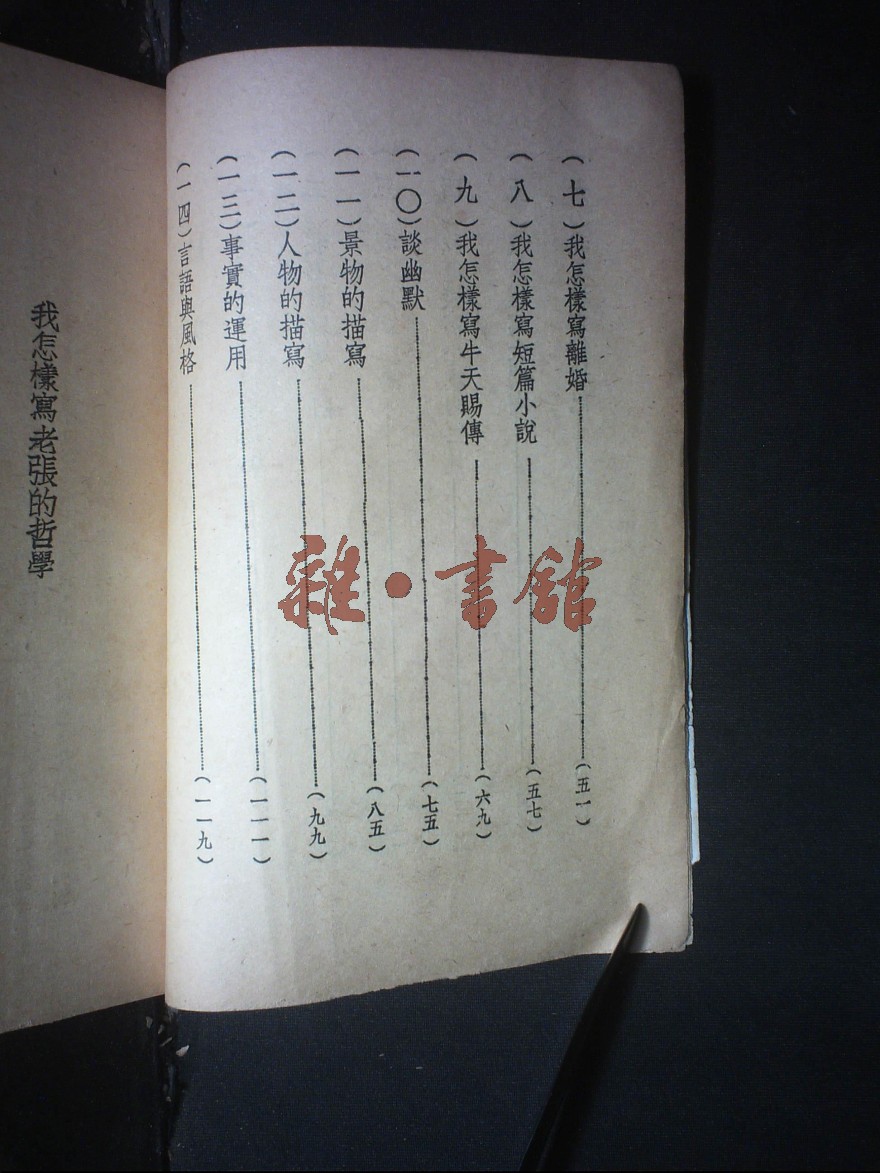 (七)我怎樣寫離婚……(五一)
(八)我怎樣寫短篇小說……(五七)
(九)我怎樣寫牛天賜傳……(六九)
(一〇)談幽默……(七五)
(一一)景物的描寫……(八五)
(一二)人物的描寫……(九九)
(一三)事實的運用……(一一一)
(一四)言語與風格……(一一九)
我怎樣寫老張的哲學
雜·書館